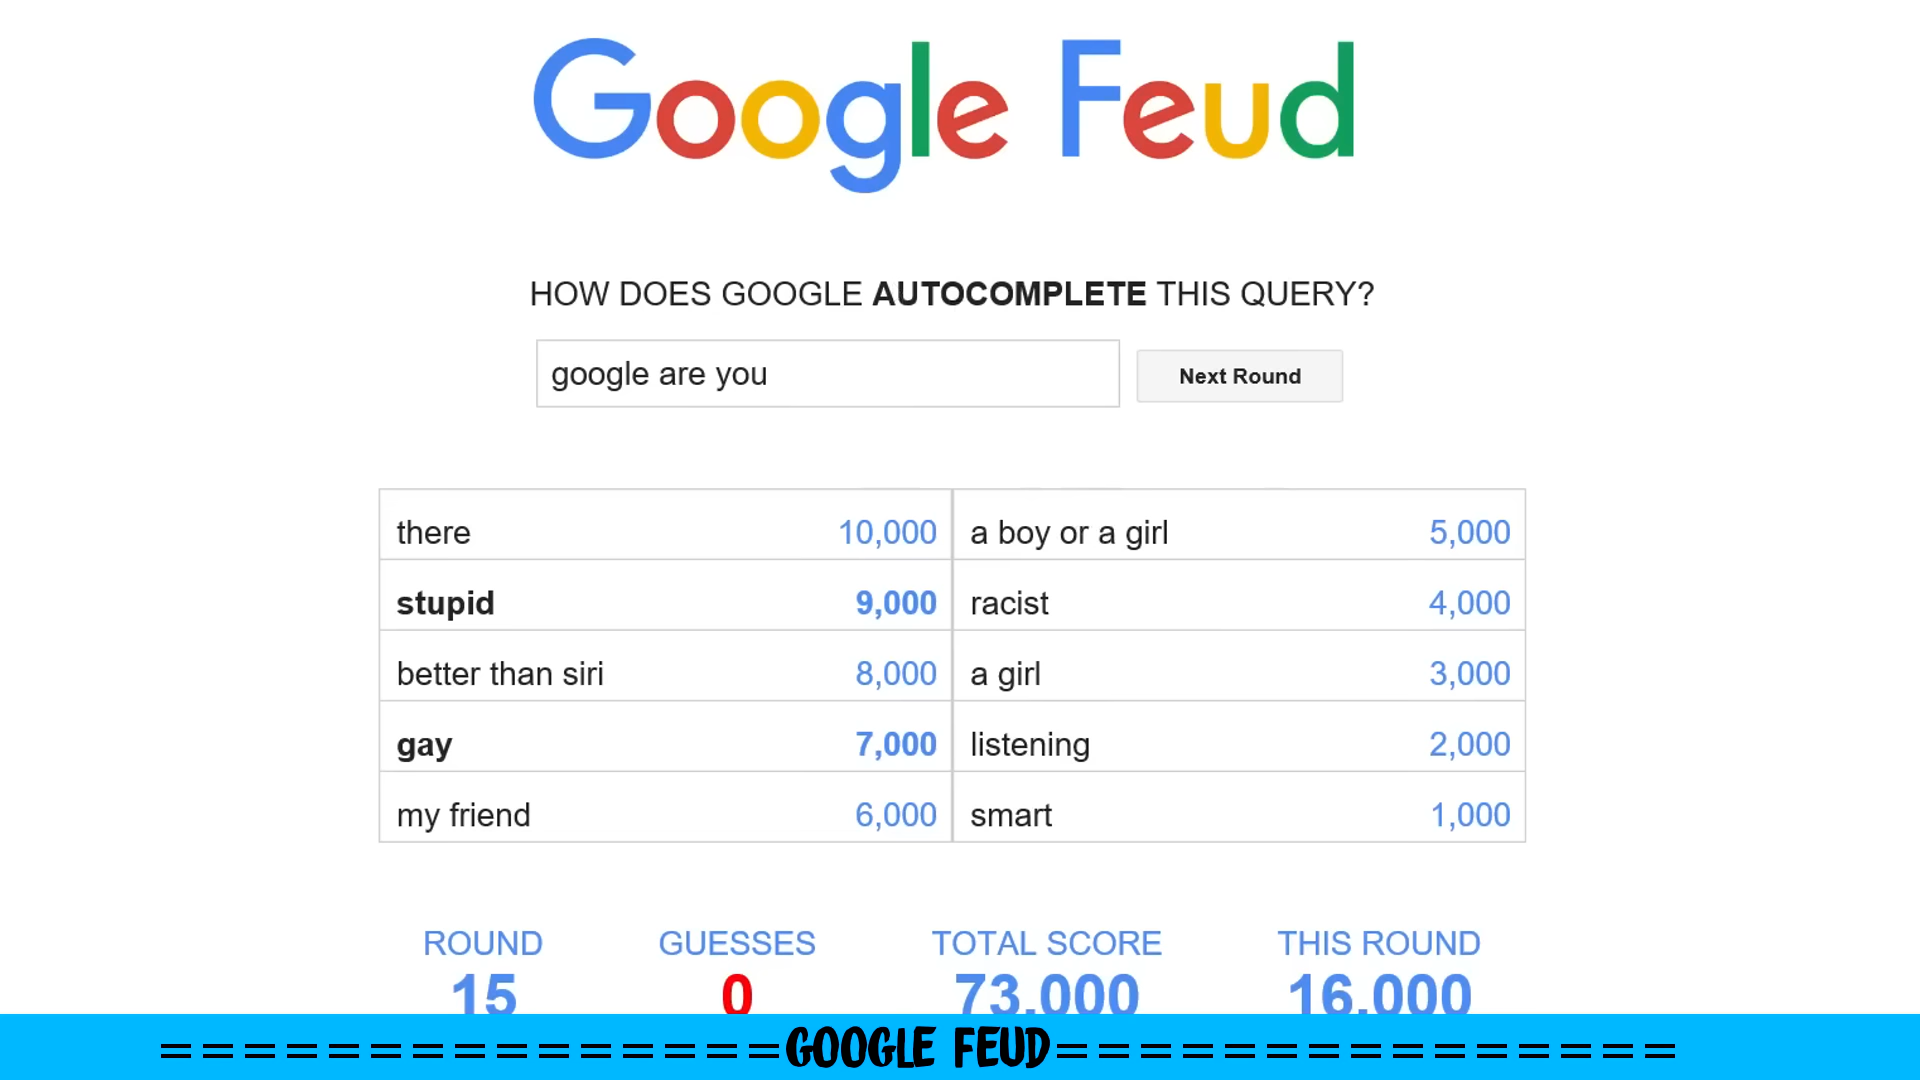 Google Feud
HOW DOES GOOGLE AUTOCOMPLETE THIS QUERY?
google are you
Next Round
there 10,000 a boy or a girl 5,000
stupid 9,000 racist 4,000
better than siri 8,000 a girl 3,000
gay 7,000 listening 2,000
my friend 6,000 smart 1,000
ROUND GUESSES TOTAL SCORE THIS ROUND
15 0 73,000 16,000
===============GOOGLE FEUD===============